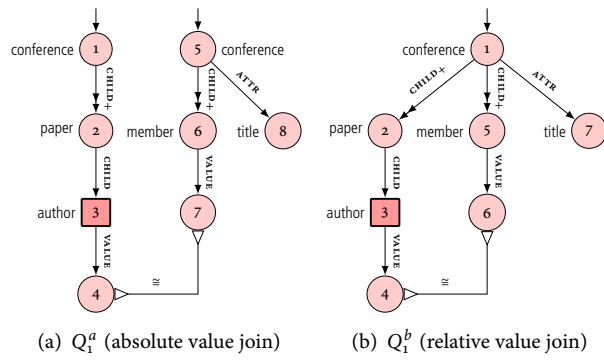 conference 1 5 conference conference 1
CHILD+ CHILD+ ATTR CHILD+ CHILD+ ATTR
paper 2 member 6 title 8 paper 2 member 5 title 7
CHILD VALUE CHILD VALUE
author 3 7 author 3 6
VALUE VALUE
4 ≅ 4 ≅
(a) Q₁ᵃ (absolute value join) (b) Q₁ᵇ (relative value join)